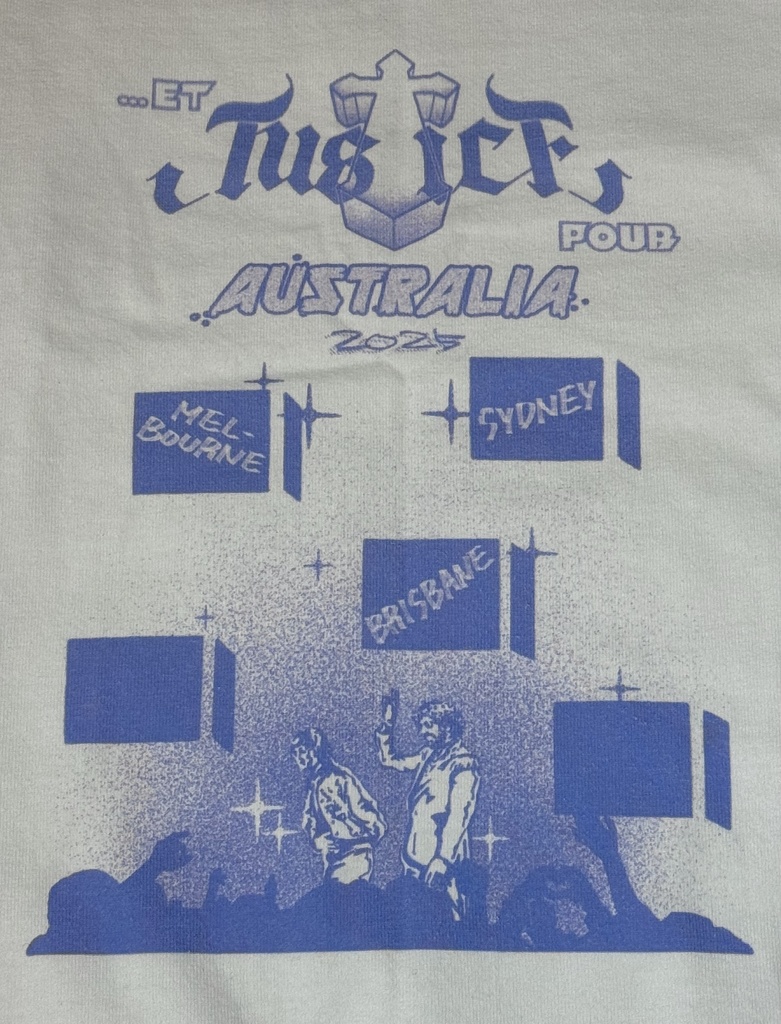 ...ET
JUSTICE
POUR
AUSTRALIA
2025
MEL-
BOURNE
SYDNEY
BRISBANE